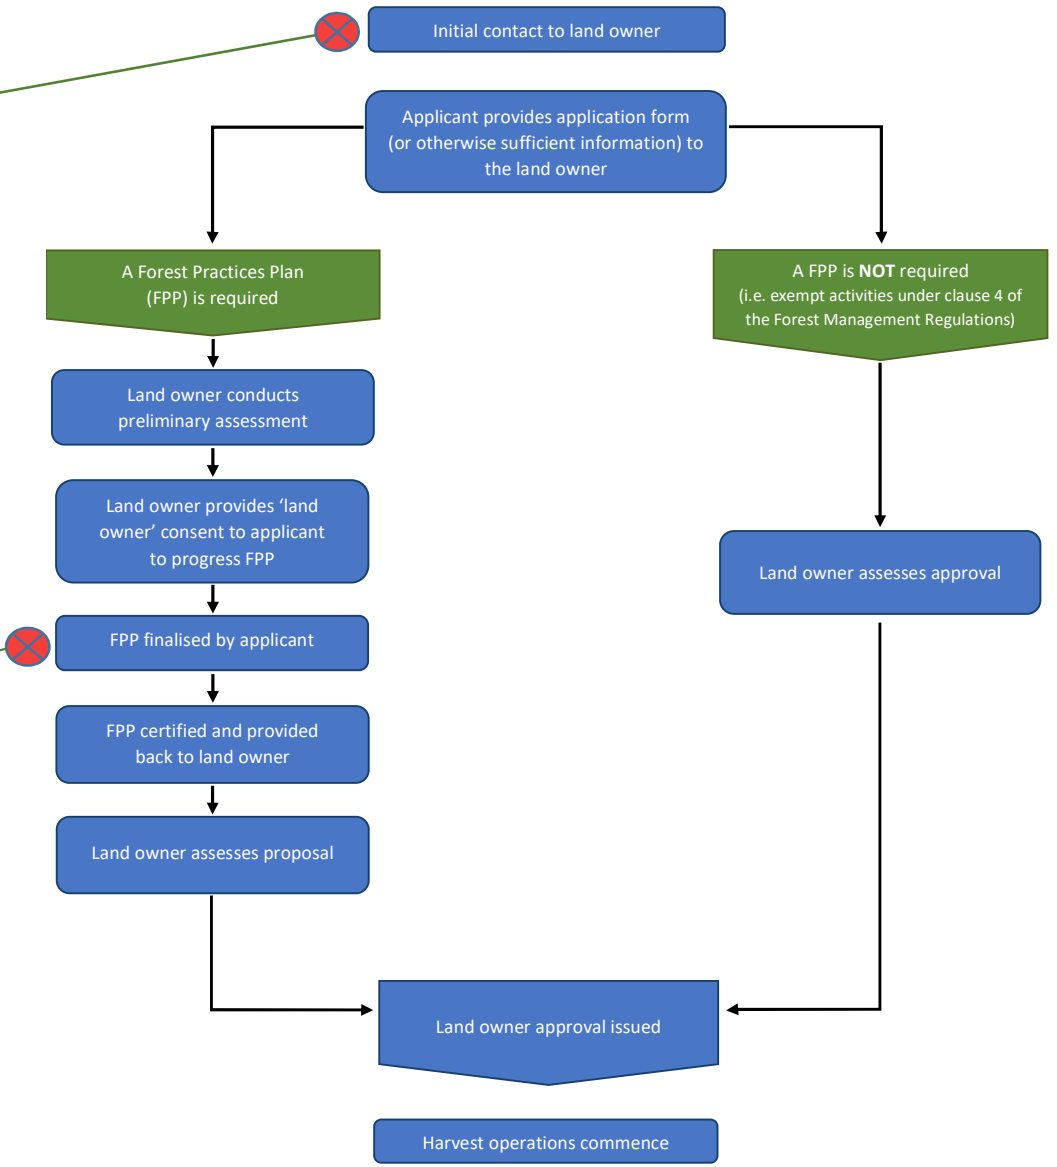 Initial contact to land owner
Applicant provides application form
(or otherwise sufficient information) to
the land owner
A Forest Practices Plan
(FPP) is required
A FPP is NOT required
(i.e. exempt activities under clause 4 of
the Forest Management Regulations)
Land owner conducts
preliminary assessment
Land owner provides ‘land
owner’ consent to applicant
to progress FPP
Land owner assesses approval
FPP finalised by applicant
FPP certified and provided
back to land owner
Land owner assesses proposal
Land owner approval issued
Harvest operations commence